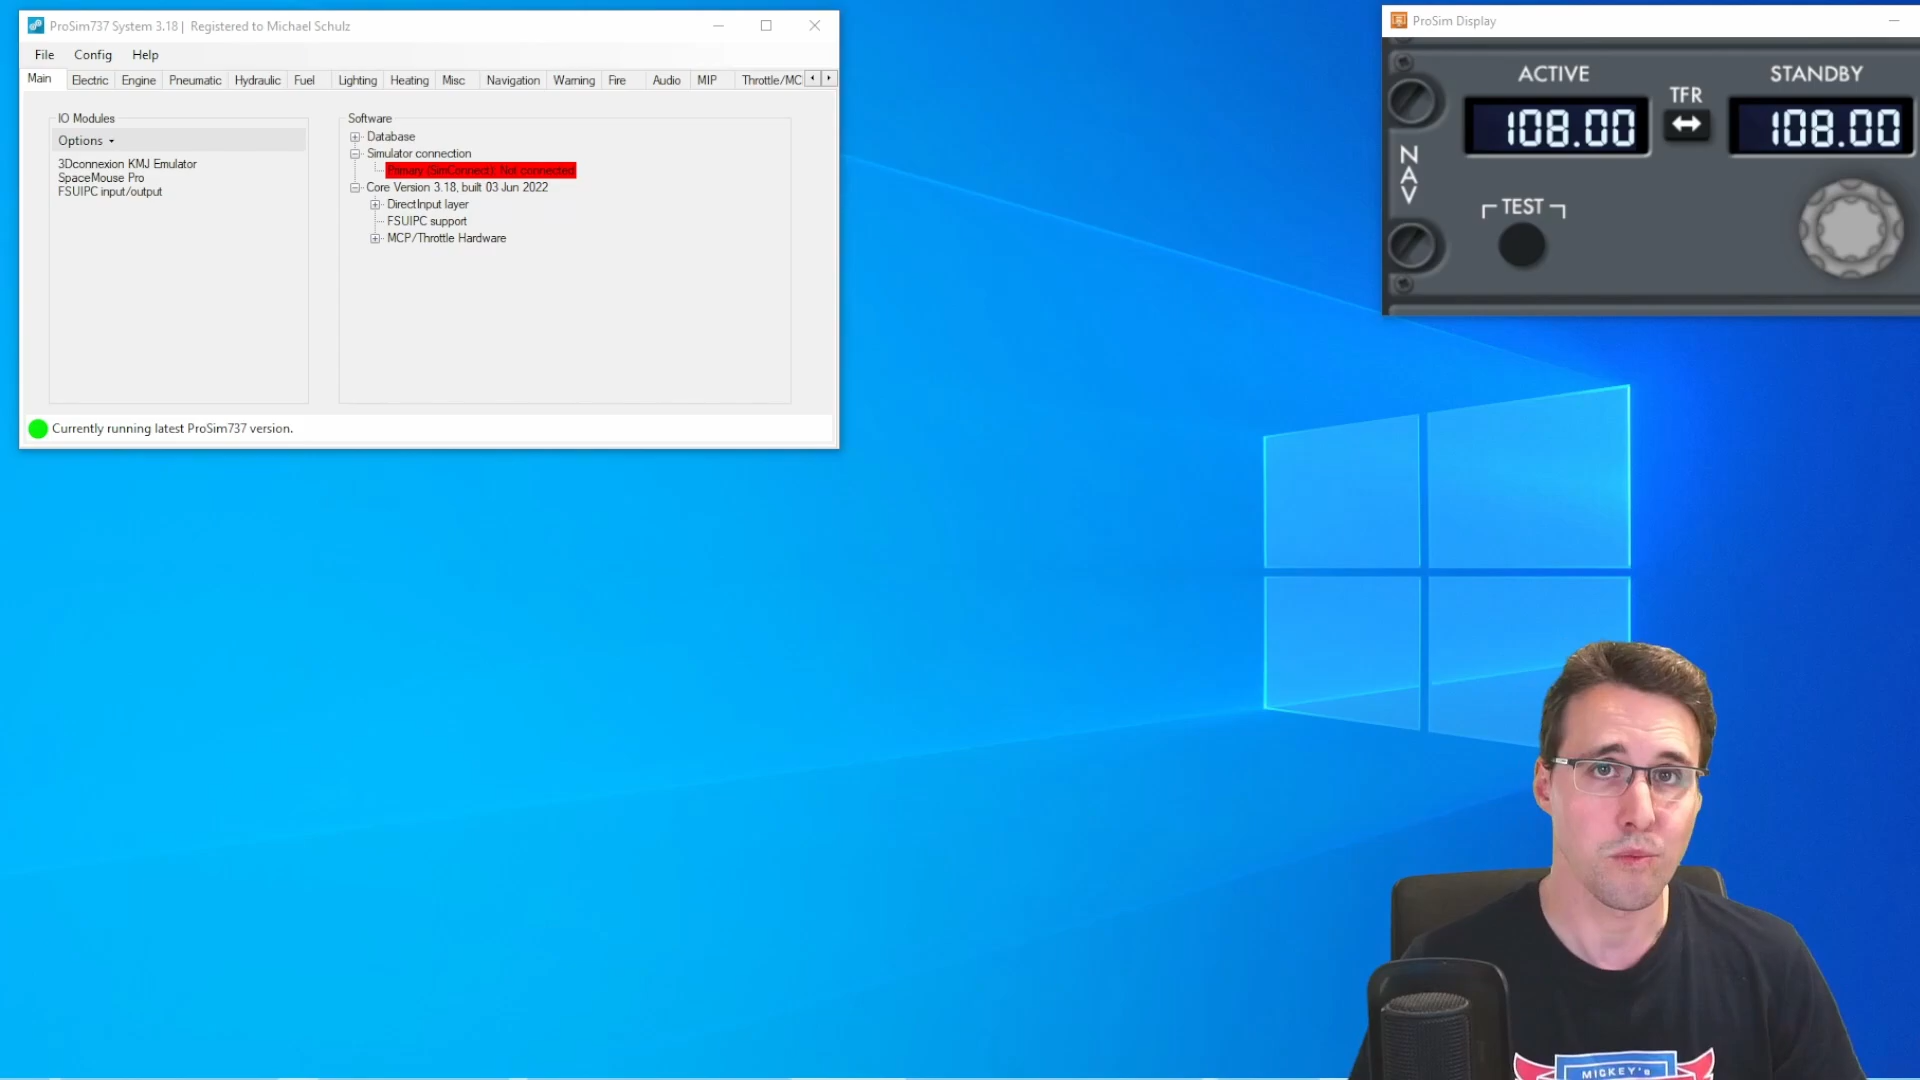 ProSim737 System 3.18 | Registered to Michael Schulz
File Config Help
Main Electric Engine Pneumatic Hydraulic Fuel Lighting Heating Misc Navigation Warning Fire Audio MIP Throttle/MC
IO Modules
Options
3Dconnexion KMJ Emulator
SpaceMouse Pro
FSUIPC input/output
Software
Database
Simulator connection
Primary (SimConnect): Not connected
Core Version 3.18, built 03 Jun 2022
DirectInput layer
FSUIPC support
MCP/Throttle Hardware
Currently running latest ProSim737 version.
ProSim Display
ACTIVE
STANDBY
TFR
108.00
108.00
NAV
TEST
MICKEY's